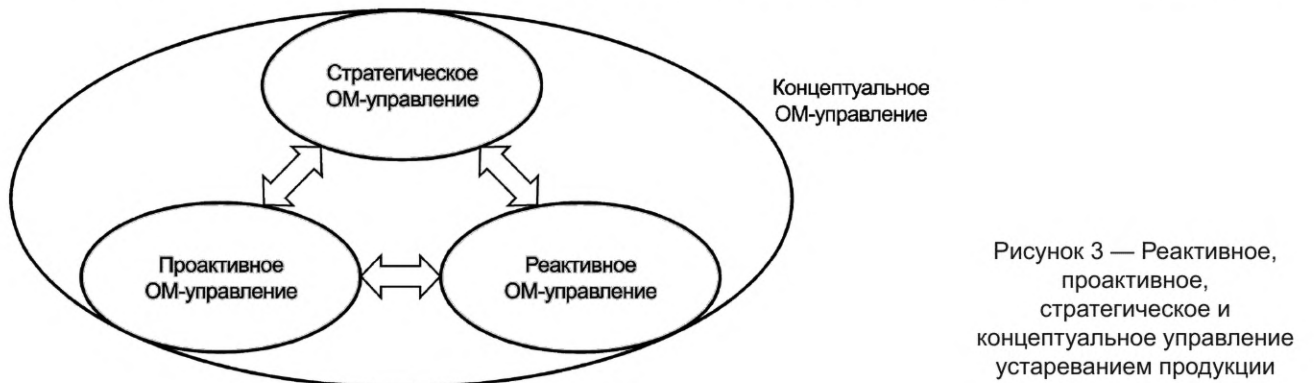 Стратегическое
ОМ-управление
Концептуальное
ОМ-управление
Проактивное
ОМ-управление
Реактивное
ОМ-управление
Рисунок 3 — Реактивное,
проактивное,
стратегическое и
концептуальное управление
устареванием продукции